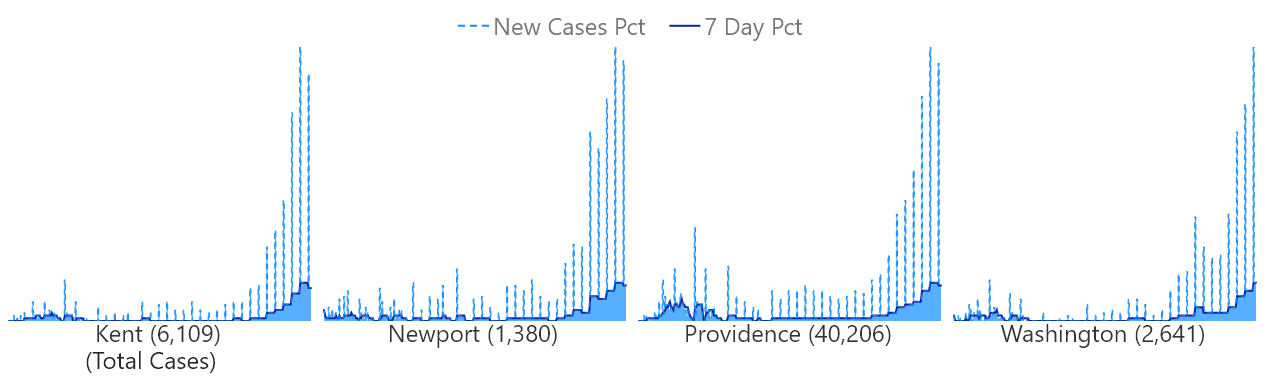 New Cases Pct 7 Day Pct
Kent (6,109) Newport (1,380) Providence (40,206) Washington (2,641)
(Total Cases)